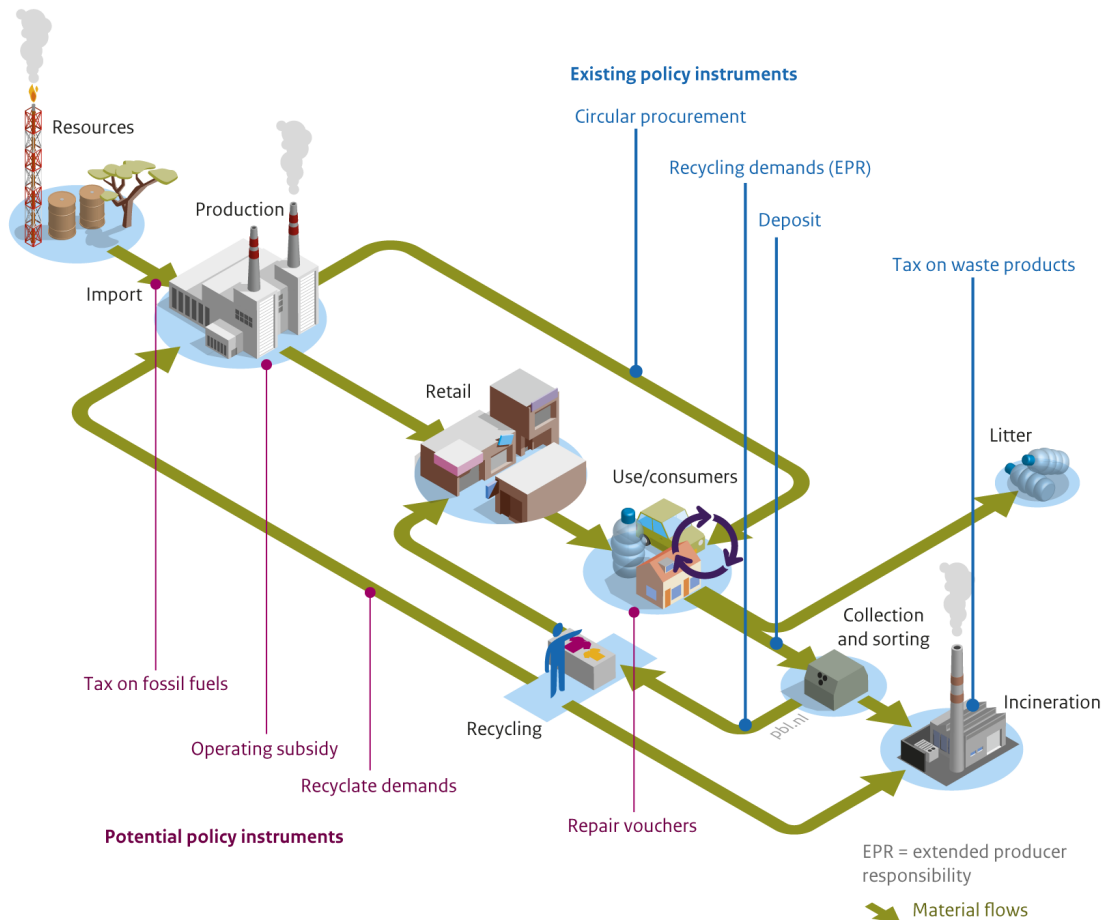 Existing policy instruments
Circular procurement
Resources
Recycling demands (EPR)
Production
Deposit
Tax on waste products
Import
Retail
Litter
Use/consumers
Collection
and sorting
Tax on fossil fuels
Incineration
Recycling
pbl.nl
Operating subsidy
Recyclate demands
Repair vouchers
Potential policy instruments
EPR = extended producer
responsibility
Material flows